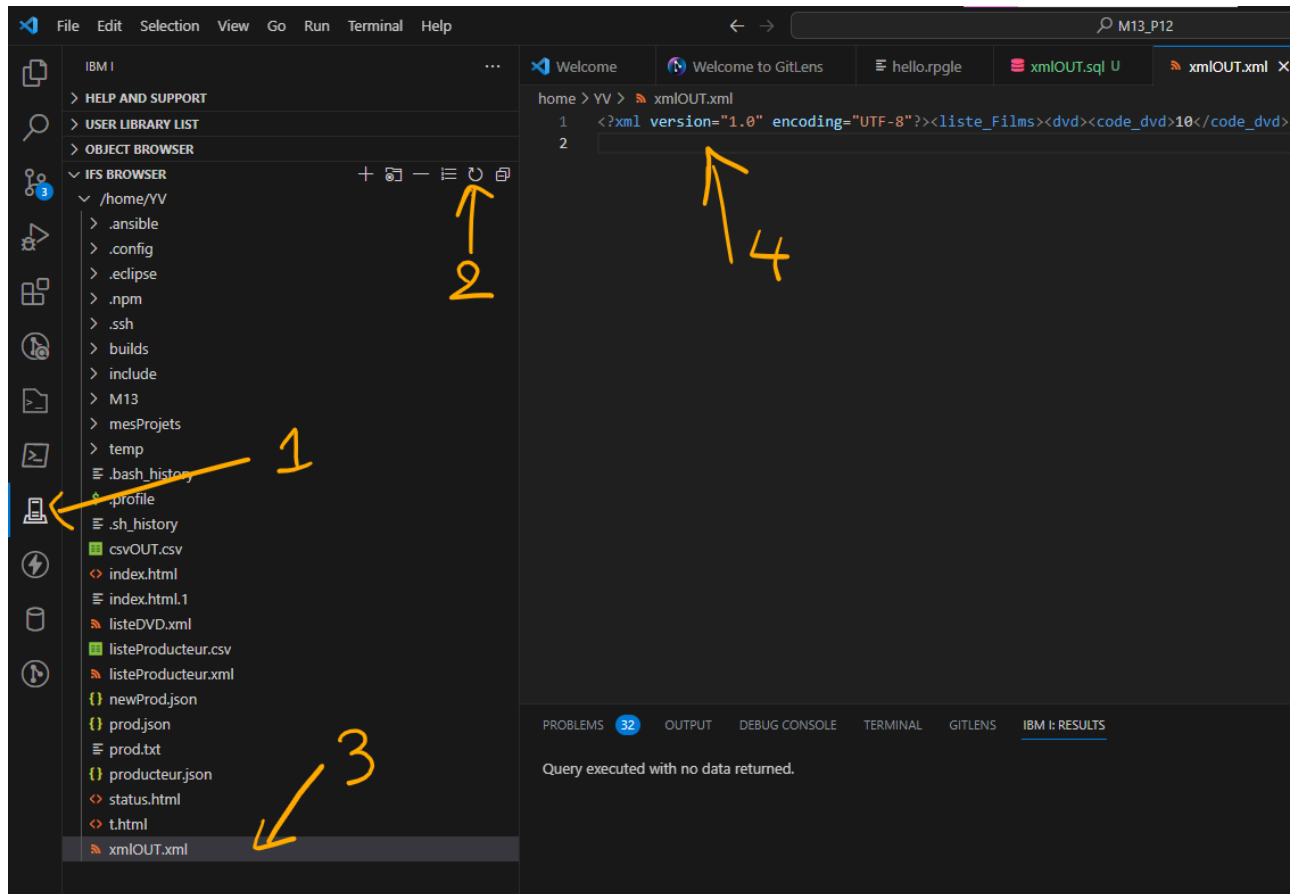 File Edit Selection View Go Run Terminal Help
M13_P12
IBM I
Welcome
Welcome to GitLens
hello.rpgle
xmlOUT.sql U
xmlOUT.xml
HELP AND SUPPORT
USER LIBRARY LIST
OBJECT BROWSER
IFS BROWSER
home > YV > xmlOUT.xml
1 <?xml version="1.0" encoding="UTF-8"?><liste_Films><dvd><code_dvd>10</code_dvd>
2
3
/home/YV
.ansible
.config
.eclipse
.npm
.ssh
builds
include
M13
mesProjets
temp
.bash_history
.profile
.sh_history
csvOUT.csv
index.html
index.html.1
listeDVD.xml
listeProducteur.csv
listeProducteur.xml
newProd.json
prod.json
prod.txt
producteur.json
status.html
t.html
xmlOUT.xml
1
2
3
4
PROBLEMS 32 OUTPUT DEBUG CONSOLE TERMINAL GITLENS IBM I: RESULTS
Query executed with no data returned.